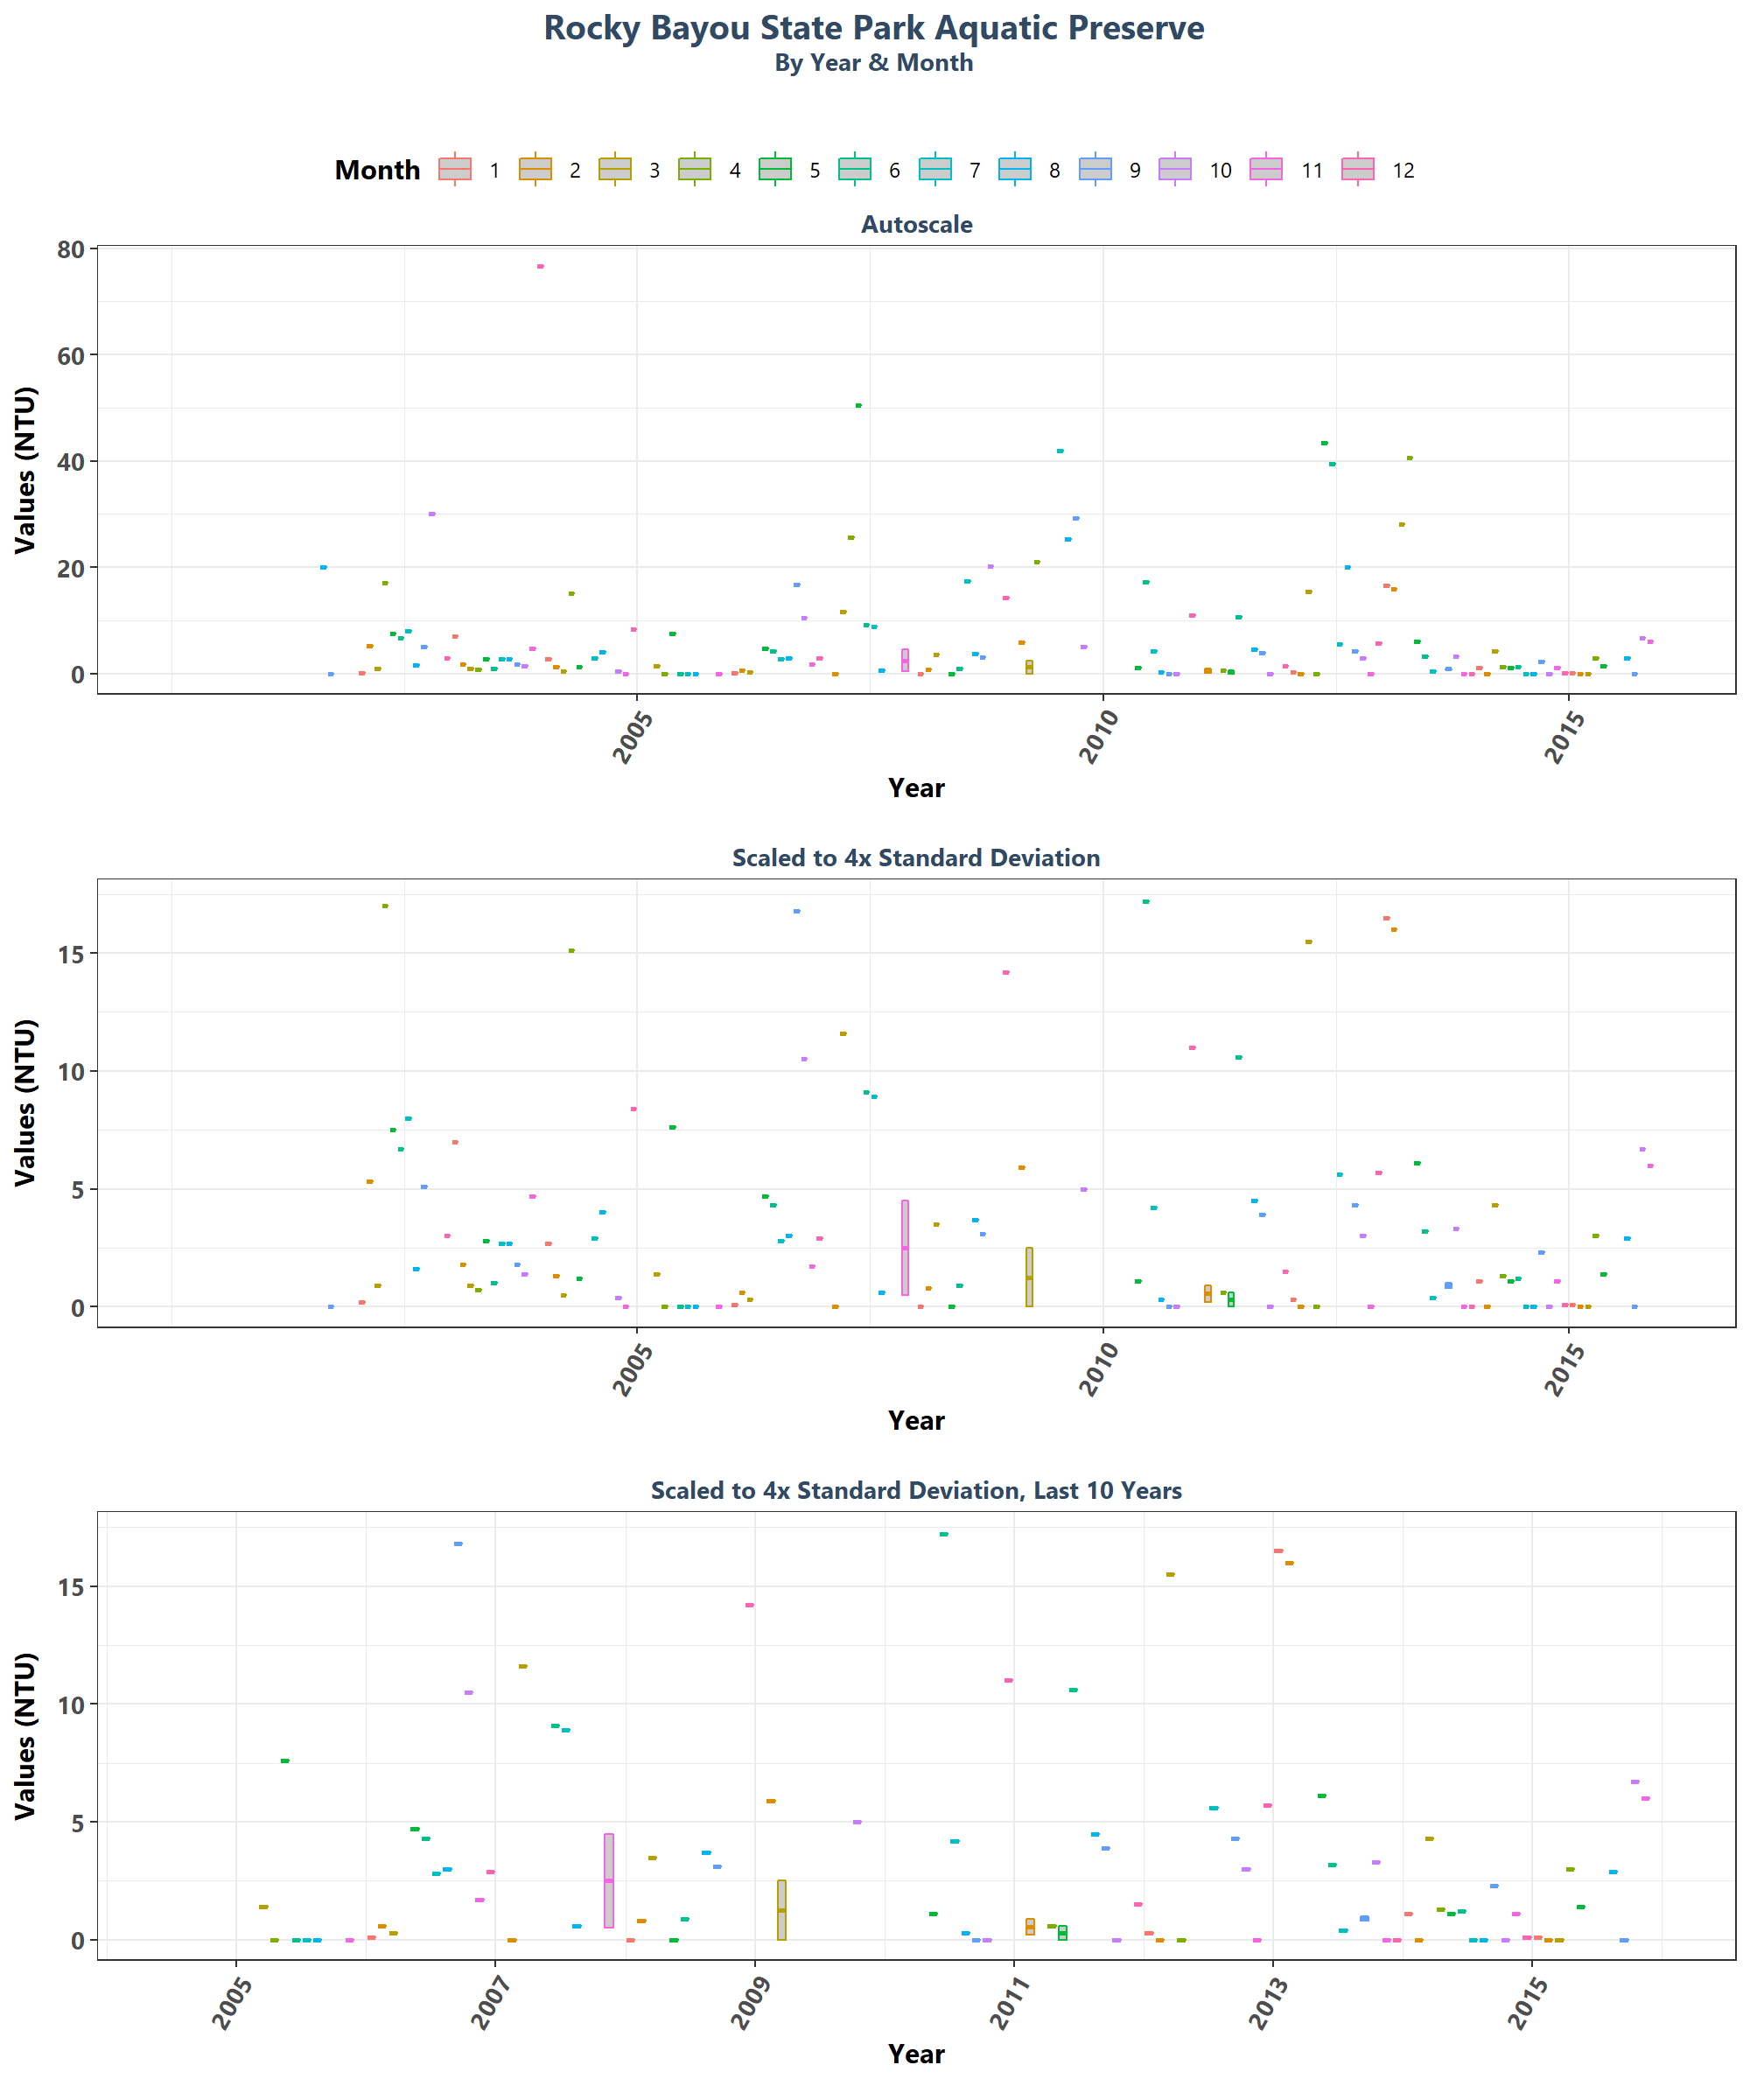 Rocky Bayou State Park Aquatic Preserve
By Year & Month
Month 1 2 3 4 5 6 7 8 9 10 11 12
Autoscale
Values (NTU)
80
60
40
20
0
2005 2010 2015
Year
Scaled to 4x Standard Deviation
Values (NTU)
15
10
5
0
2005 2010 2015
Year
Scaled to 4x Standard Deviation, Last 10 Years
Values (NTU)
15
10
5
0
2005 2007 2009 2011 2013 2015
Year